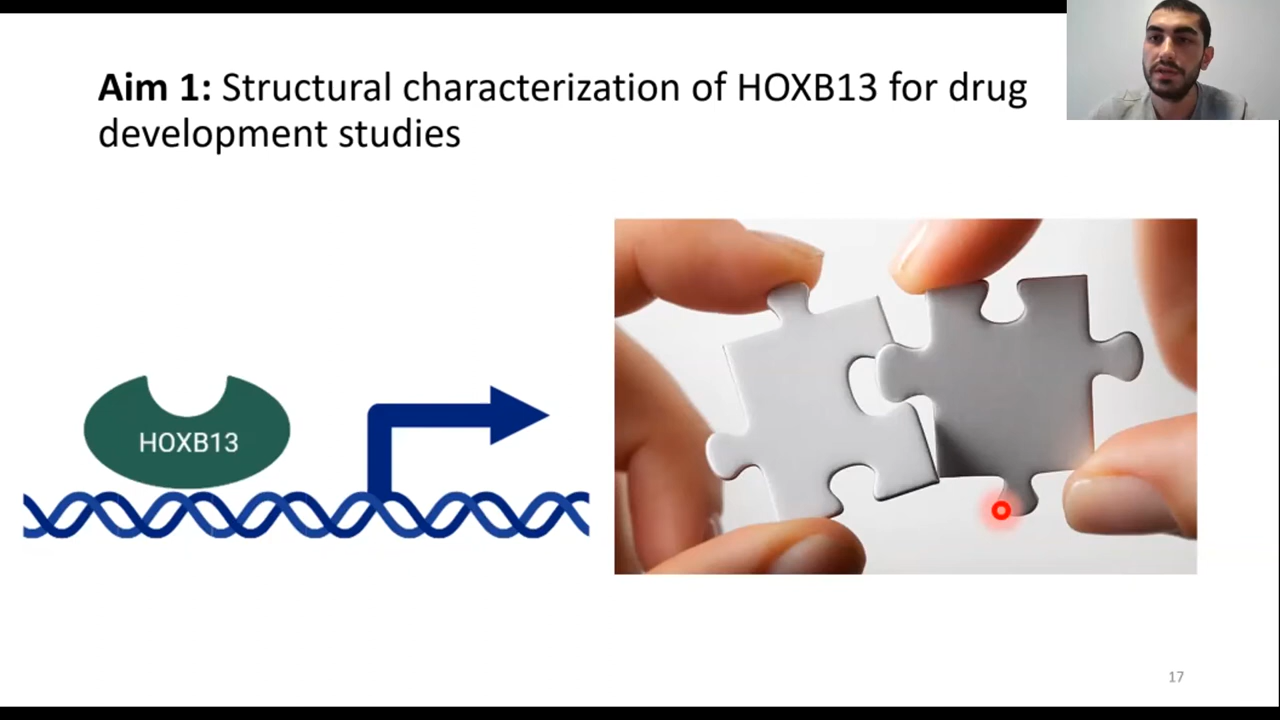 Aim 1: Structural characterization of HOXB13 for drug
development studies
HOXB13
17